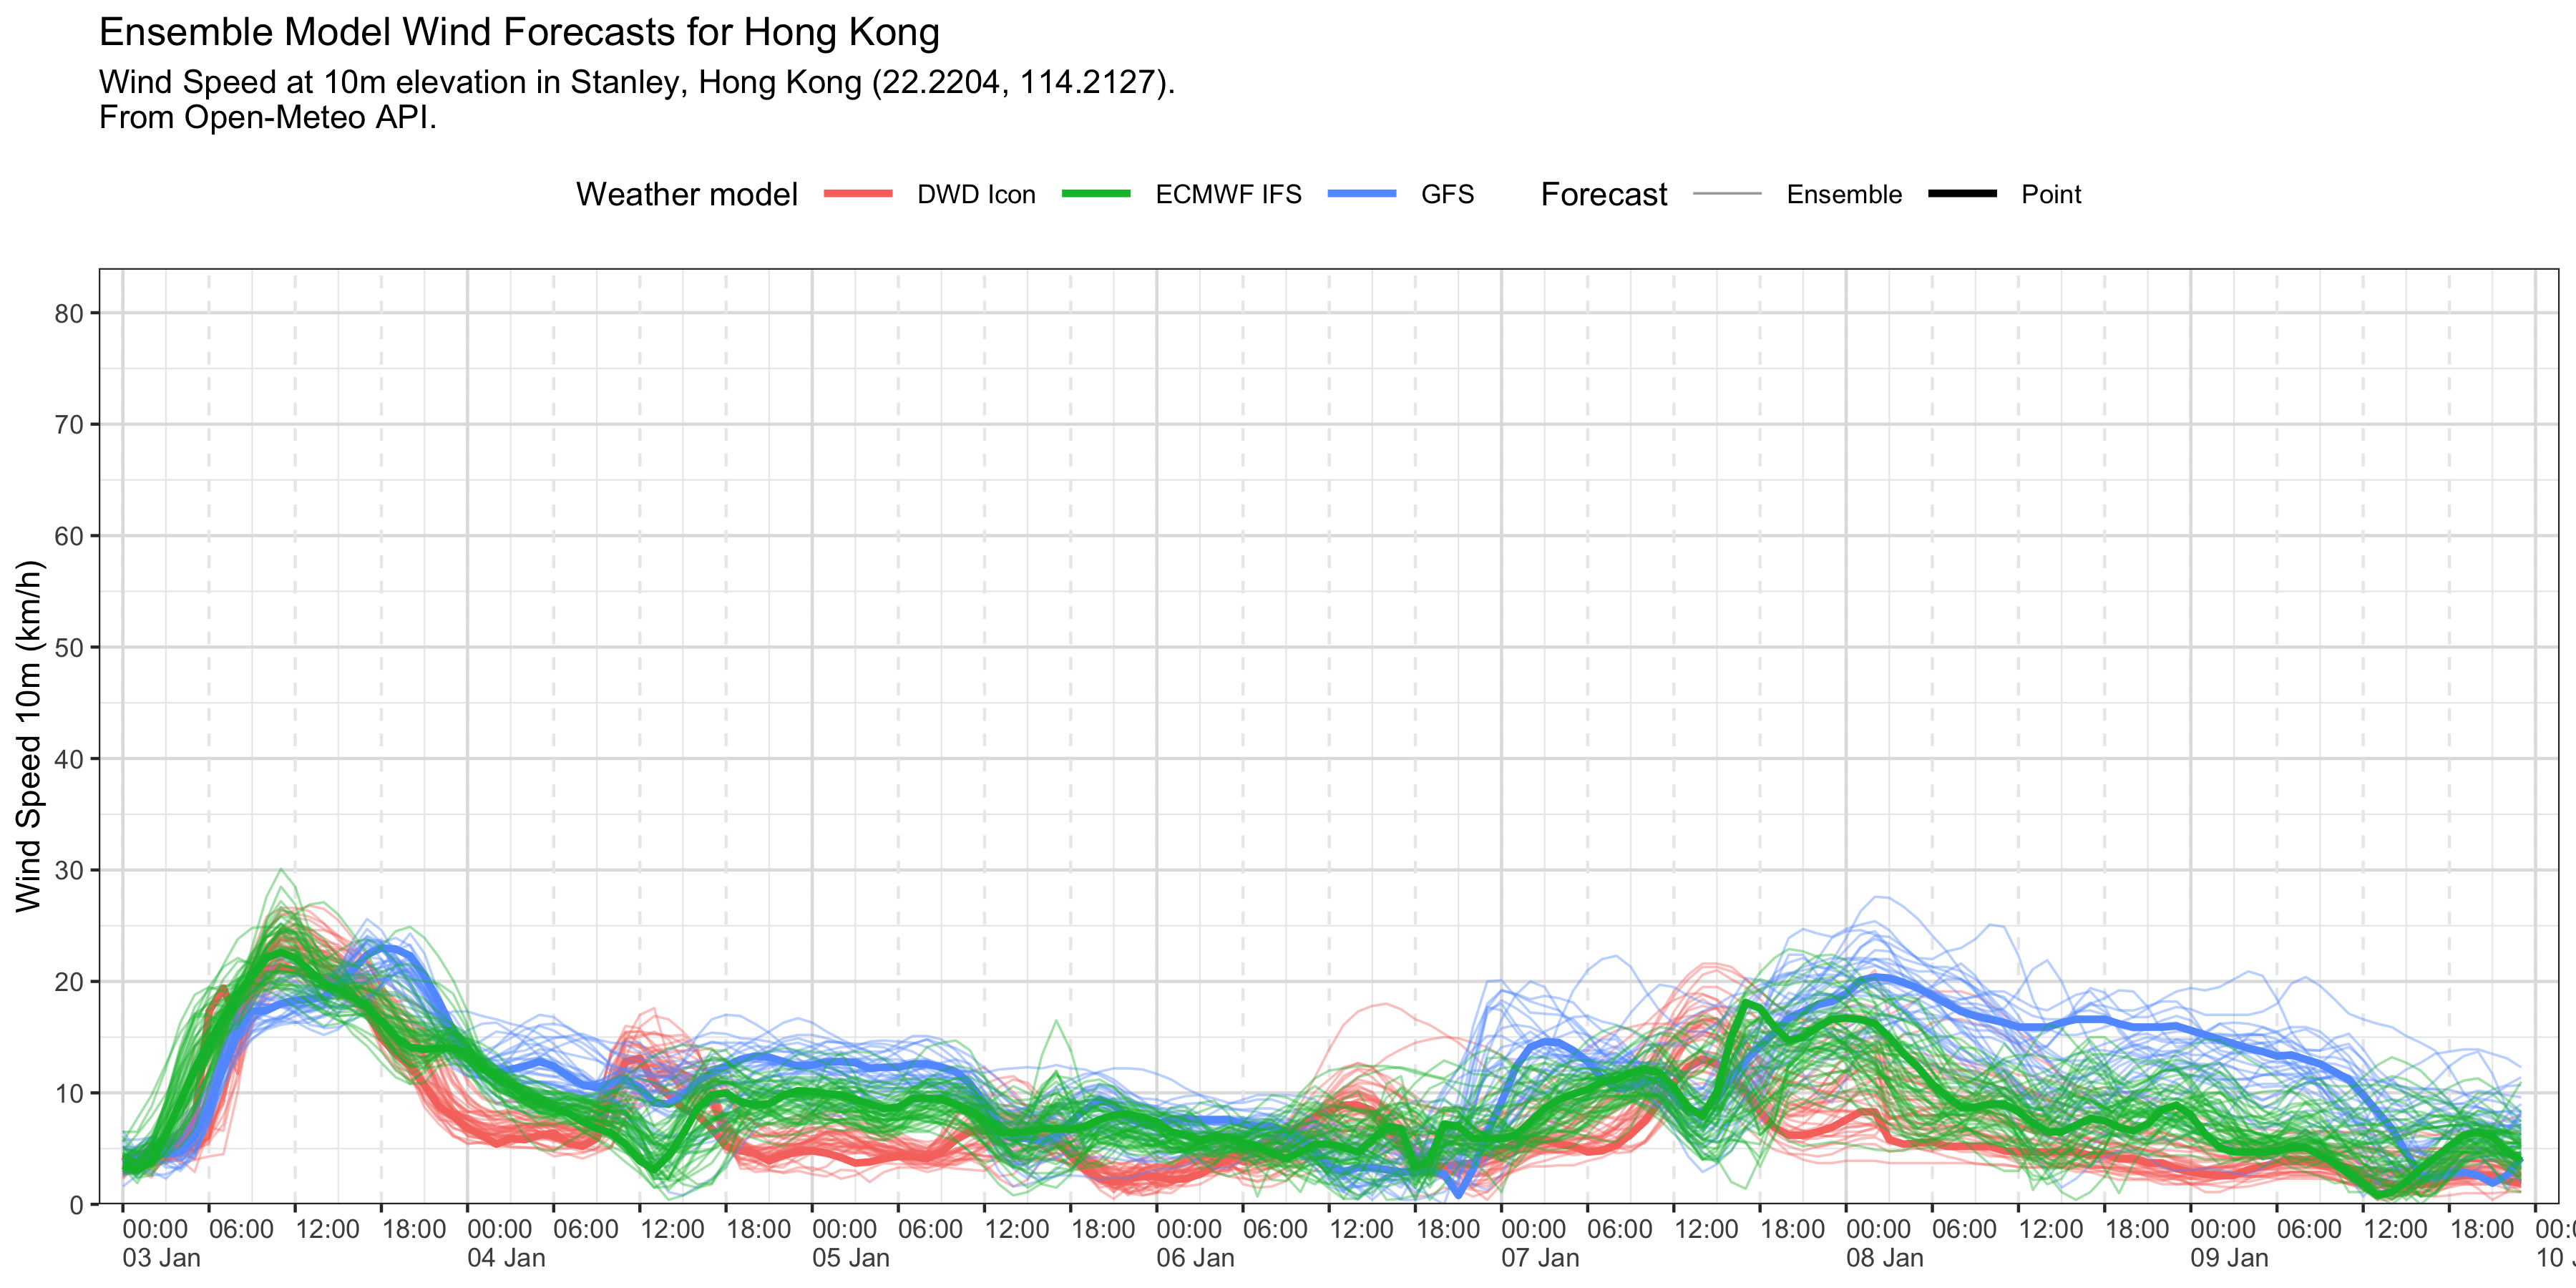 Ensemble Model Wind Forecasts for Hong Kong
Wind Speed at 10m elevation in Stanley, Hong Kong (22.2204, 114.2127).
From Open-Meteo API.
Weather model DWD Icon ECMWF IFS GFS Forecast Ensemble Point
Wind Speed 10m (km/h)
80
70
60
50
40
30
20
10
0
00:00 06:00 12:00 18:00 00:00 06:00 12:00 18:00 00:00 06:00 12:00 18:00 00:00 06:00 12:00 18:00 00:00 06:00 12:00 18:00 00:00 06:00 12:00 18:00 00:00 06:00 12:00 18:00
03 Jan 04 Jan 05 Jan 06 Jan 07 Jan 08 Jan 09 Jan 10